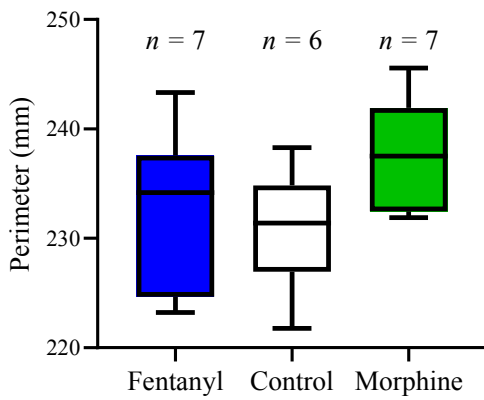 250
n = 7 n = 6 n = 7
240
Perimeter (mm)
230
220
Fentanyl Control Morphine